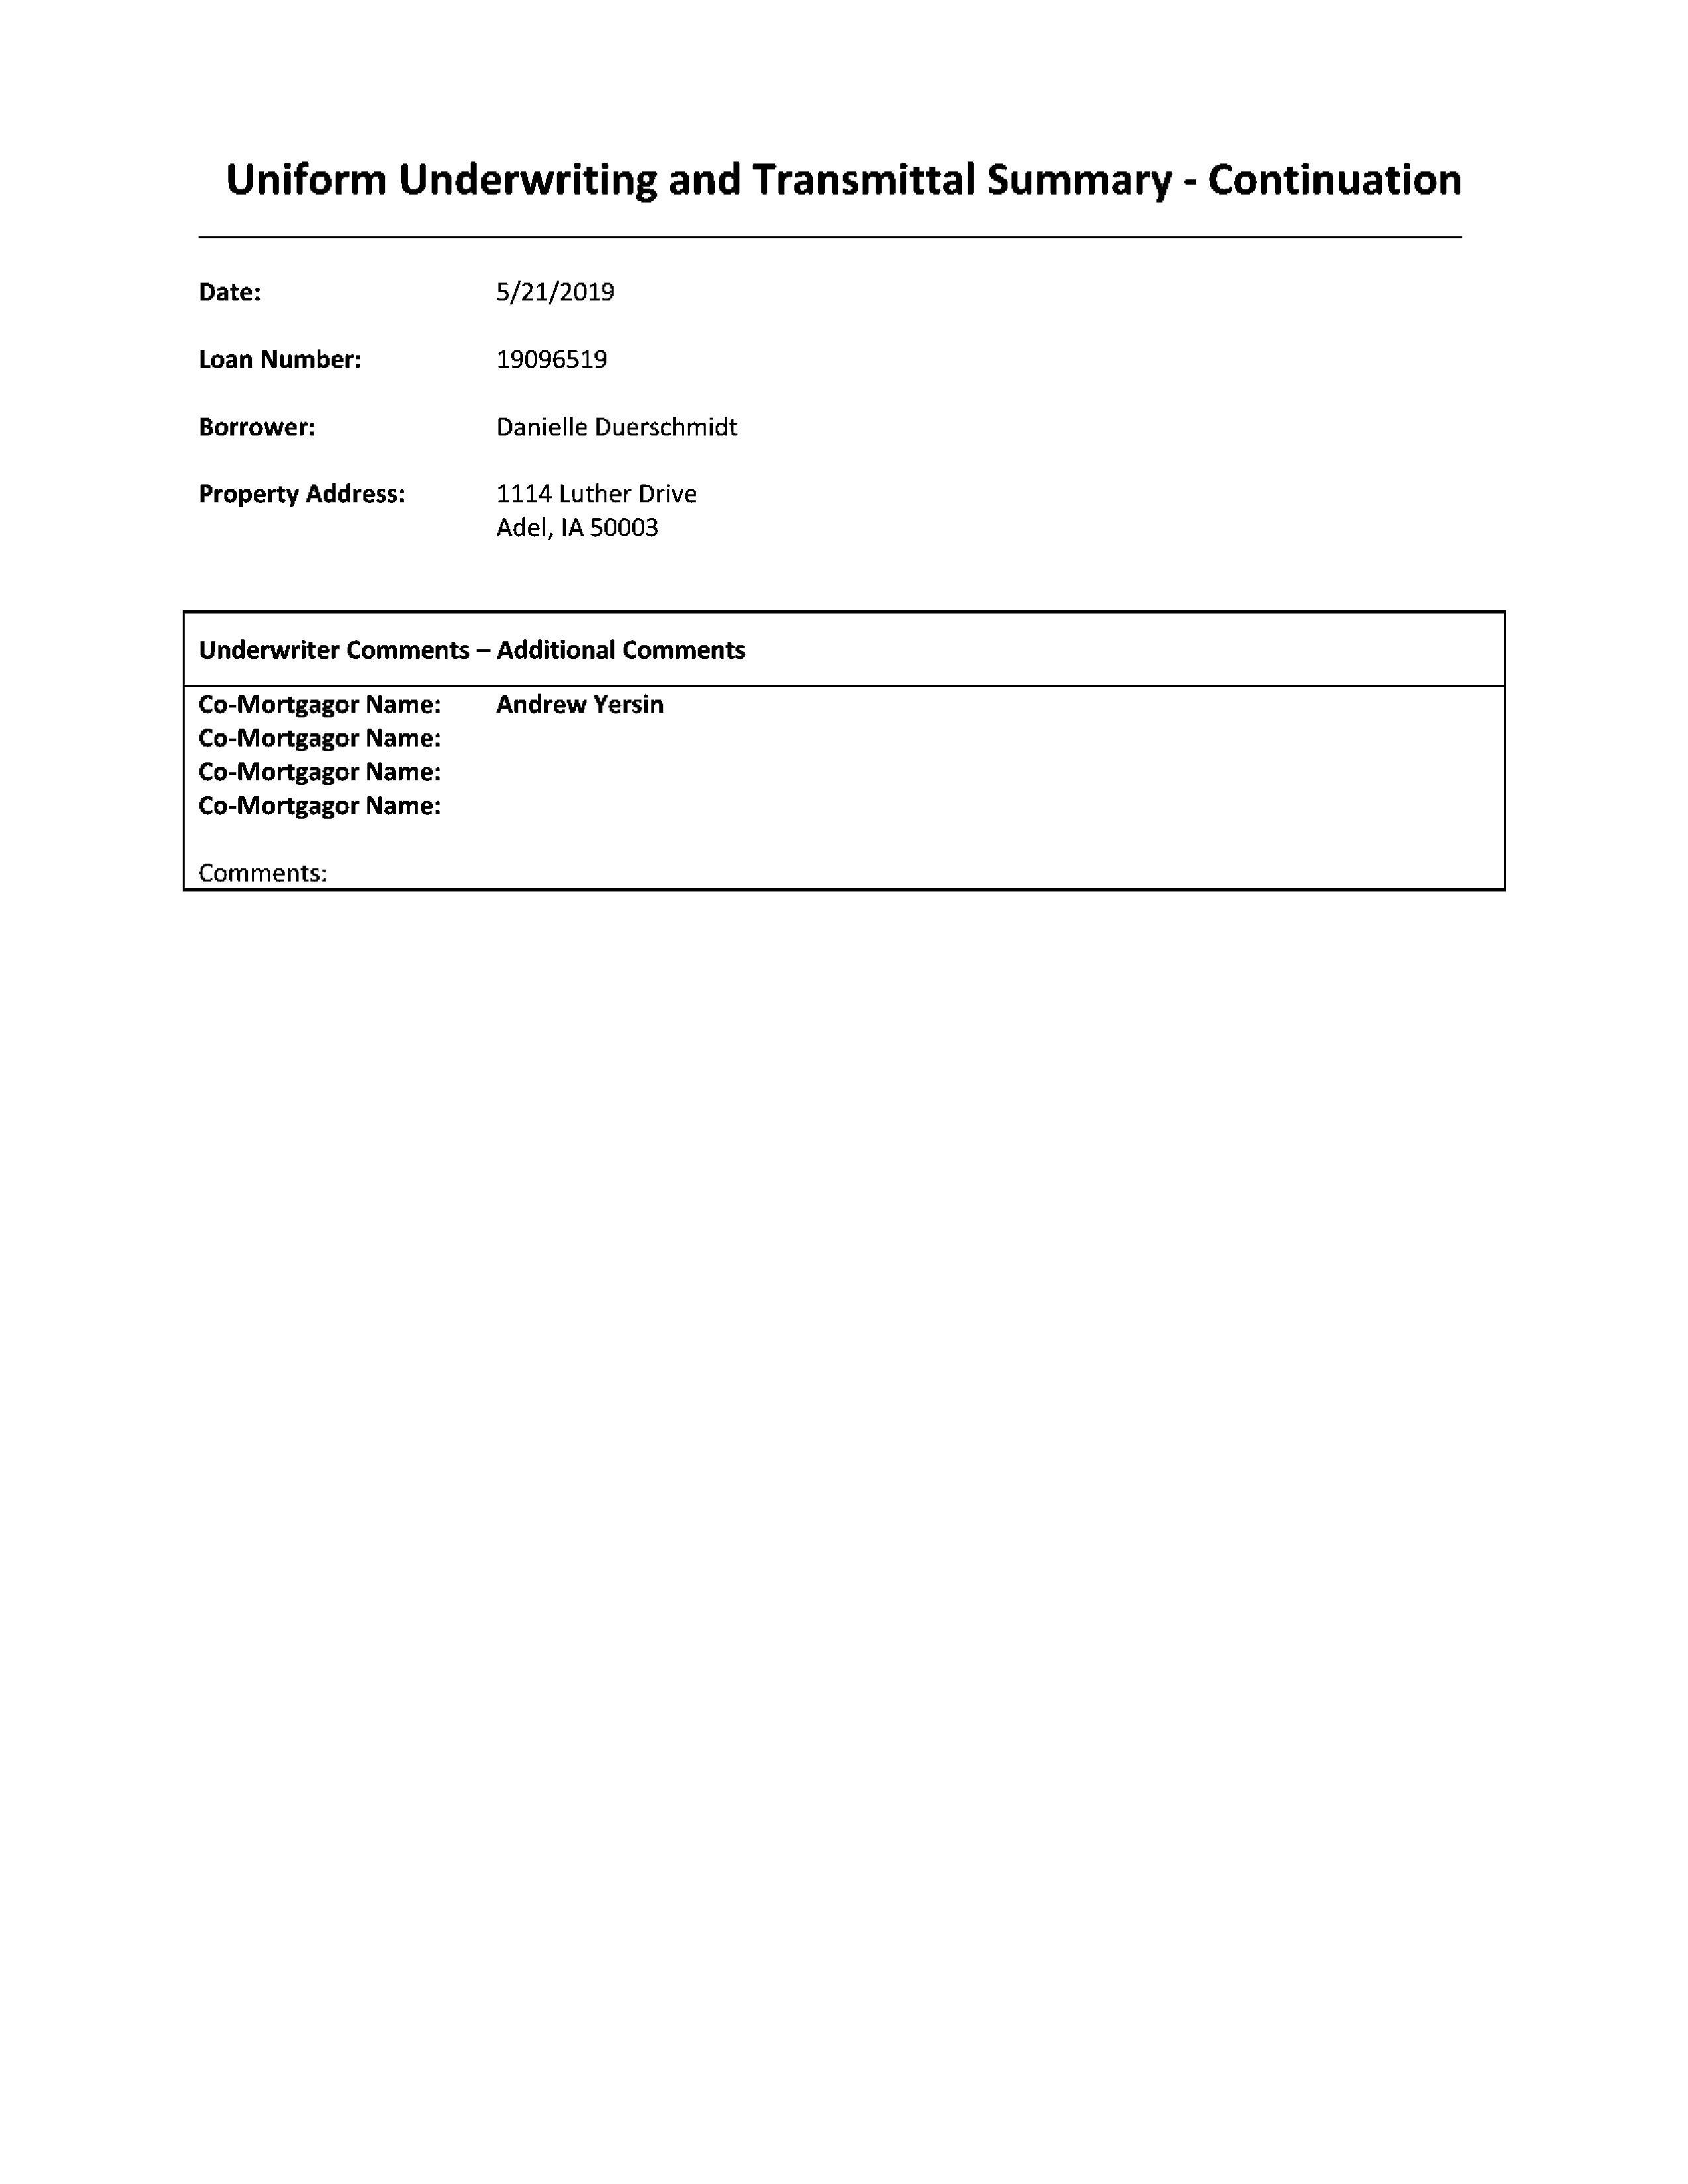 Uniform Underwriting and Transmittal Summary - Continuation
Date: 5/21/2019
Loan Number: 19096519
Borrower: Danielle Duerschmidt
Property Address: 1114 Luther Drive
Adel, IA 50003
Underwriter Comments – Additional Comments
Co-Mortgagor Name: Andrew Yersin
Co-Mortgagor Name:
Co-Mortgagor Name:
Co-Mortgagor Name:
Comments: